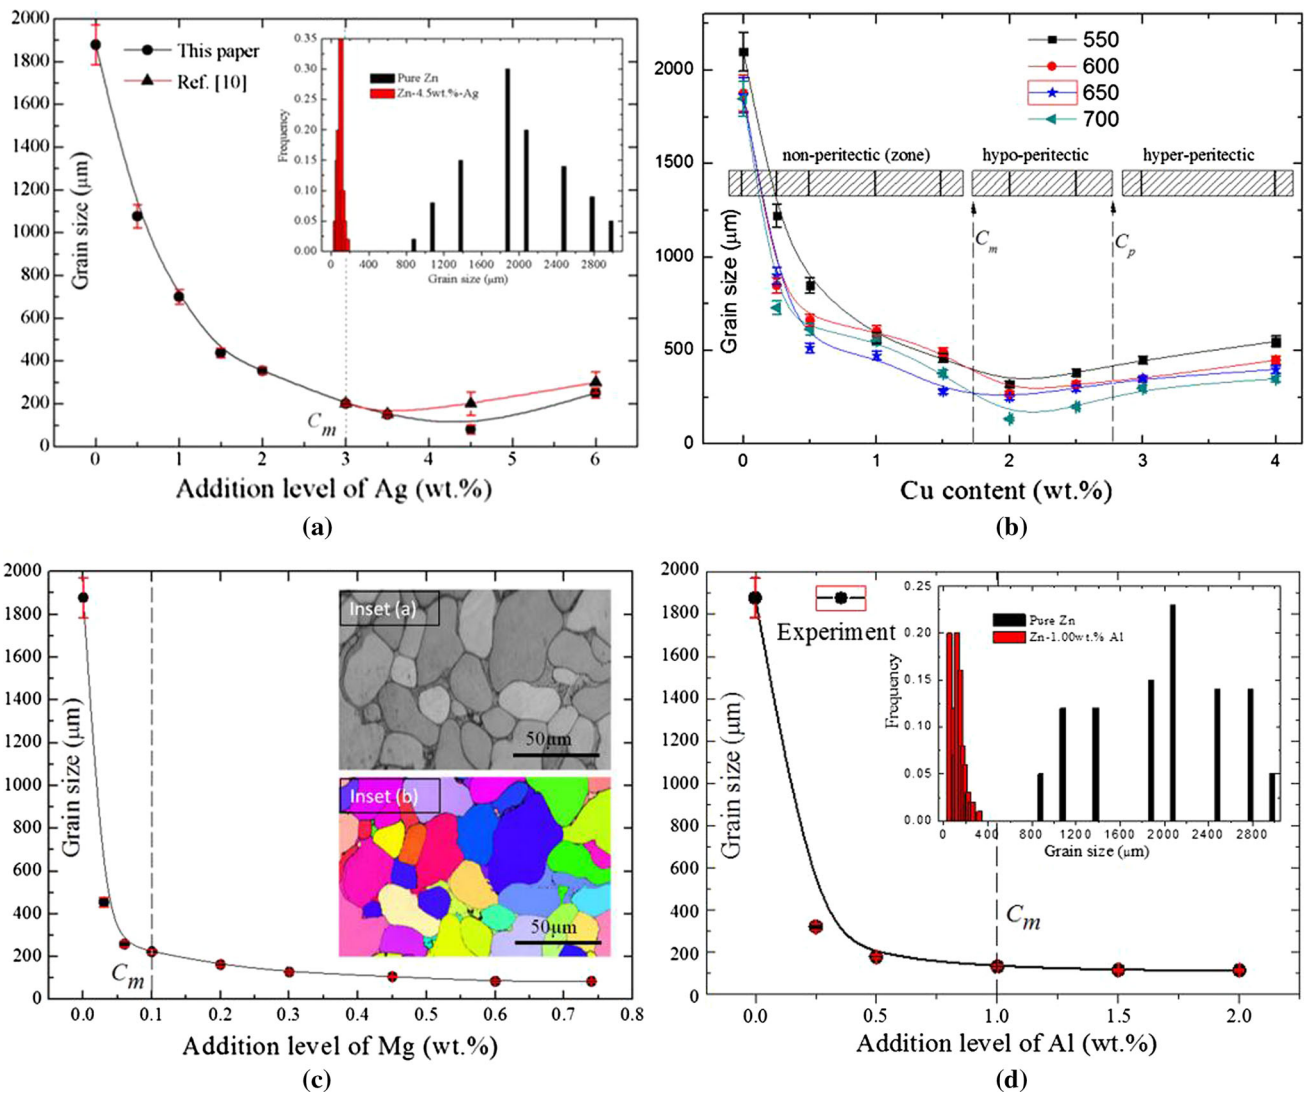 2000
1800
1600
1400
1200
1000
800
600
400
200
0
Grain size (μm)
This paper
Ref. [10]
0.35
0.30
0.25
0.20
0.15
0.10
0.05
0.00
Frequency
Pure Zn
Zn-4.5wt.%-Ag
0 400 800 1200 1600 2000 2400 2800
Grain size (μm)
Cm
0 1 2 3 4 5 6
Addition level of Ag (wt.%)
(a)
2000
1500
1000
500
0
Grain size (μm)
550
600
650
700
non-peritectic (zone) hypo-peritectic hyper-peritectic
Cm Cp
0 1 2 3 4
Cu content (wt.%)
(b)
2000
1800
1600
1400
1200
1000
800
600
400
200
0
Grain size (μm)
Inset (a)
50μm
Inset (b)
50μm
Cm
0.0 0.1 0.2 0.3 0.4 0.5 0.6 0.7 0.8
Addition level of Mg (wt.%)
(c)
2000
1800
1600
1400
1200
1000
800
600
400
200
0
Grain size (μm)
Experiment
0.25
0.20
0.15
0.10
0.05
0.00
Frequency
Pure Zn
Zn-1.00wt.% Al
0 400 800 1200 1600 2000 2400 2800
Grain size (μm)
Cm
0.0 0.5 1.0 1.5 2.0
Addition level of Al (wt.%)
(d)